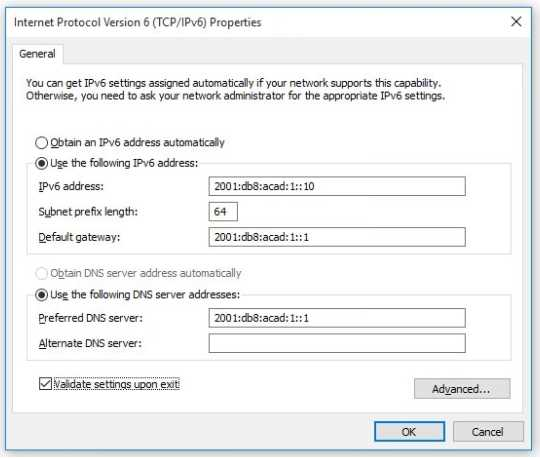 Internet Protocol Version 6 (TCP/IPv6) Properties
General
You can get IPv6 settings assigned automatically if your network supports this capability.
Otherwise, you need to ask your network administrator for the appropriate IPv6 settings.
Obtain an IPv6 address automatically
Use the following IPv6 address:
IPv6 address: 2001:db8:acad:1::10
Subnet prefix length: 64
Default gateway: 2001:db8:acad:1::1
Obtain DNS server address automatically
Use the following DNS server addresses:
Preferred DNS server: 2001:db8:acad:1::1
Alternate DNS server:
Validate settings upon exit
Advanced...
OK Cancel